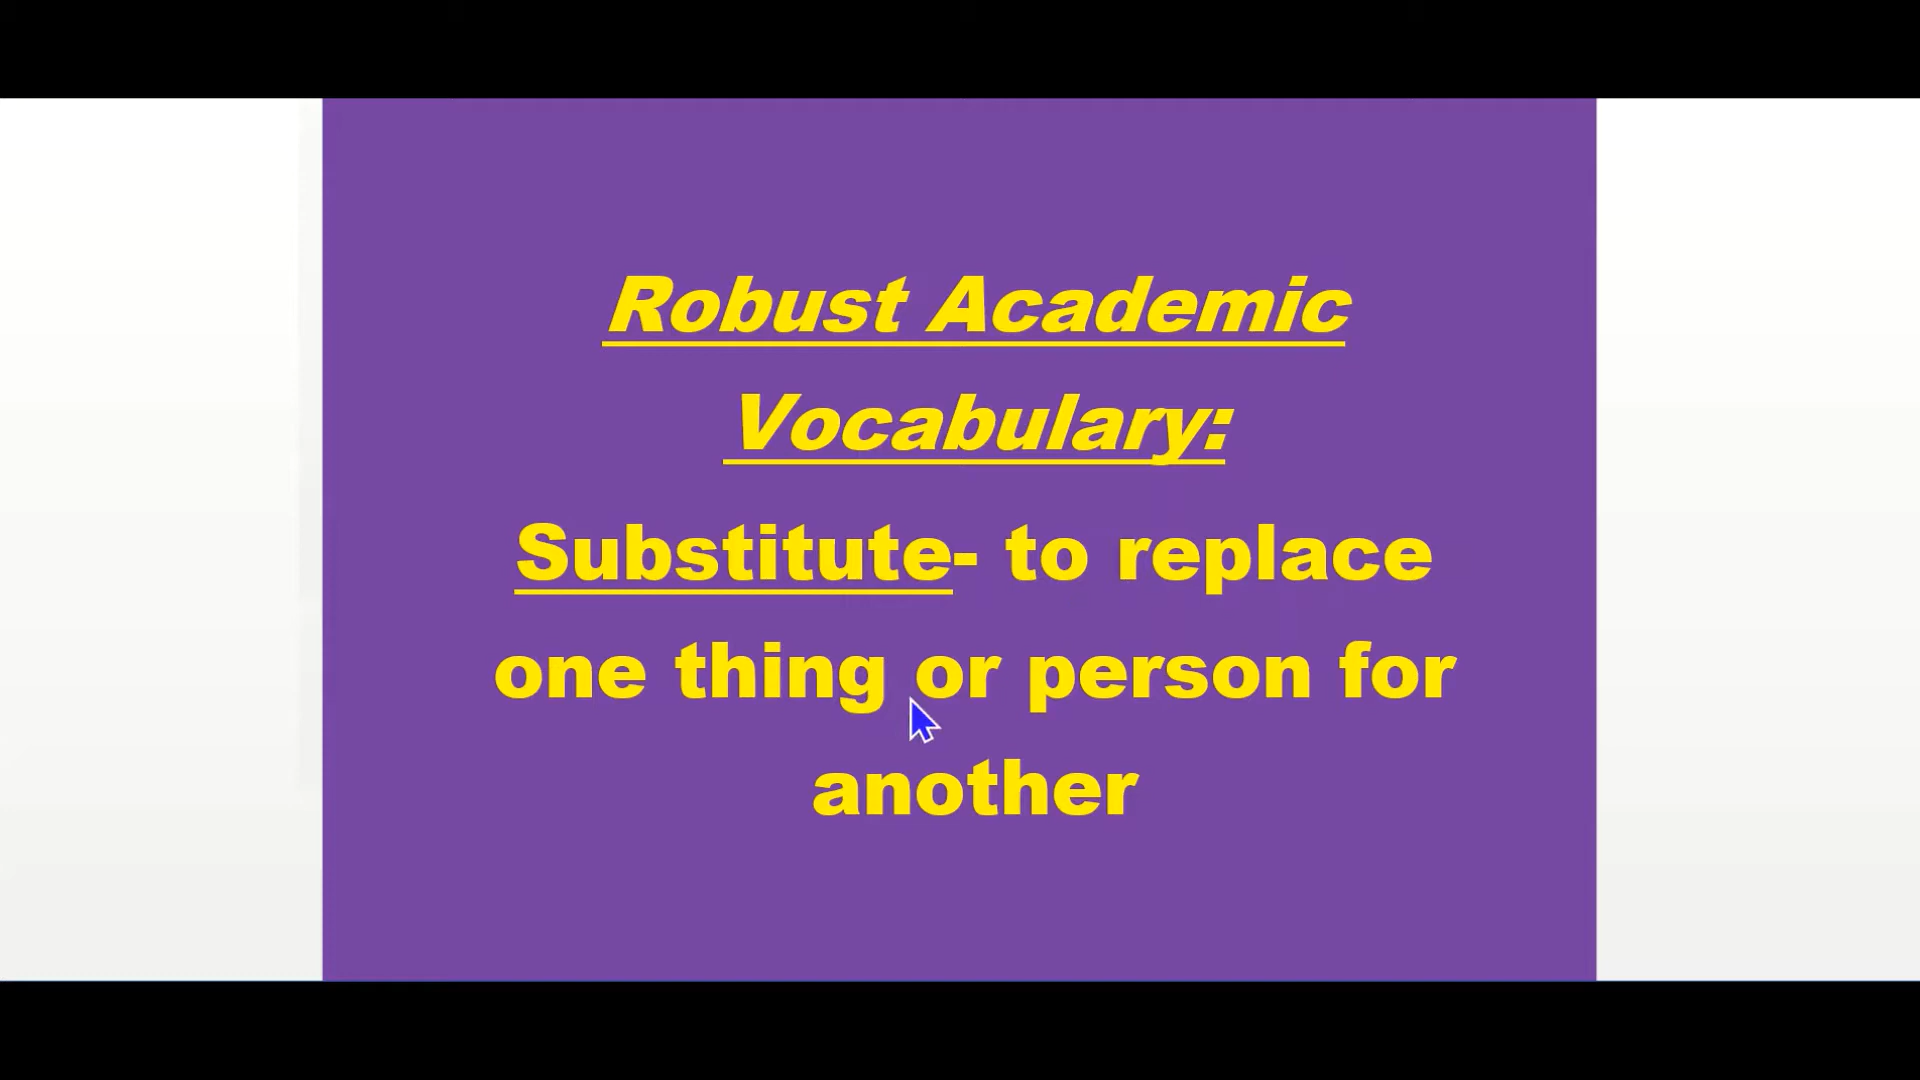 Robust Academic
Vocabulary:
Substitute- to replace
one thing or person for
another